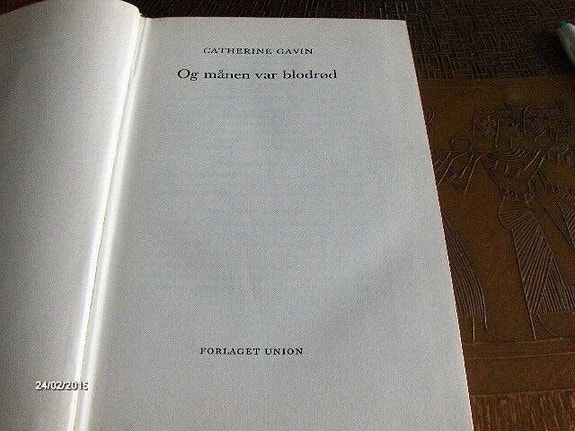 CATHERINE GAVIN
Og månen var blodrød
FORLAGET UNION
24/02/2015